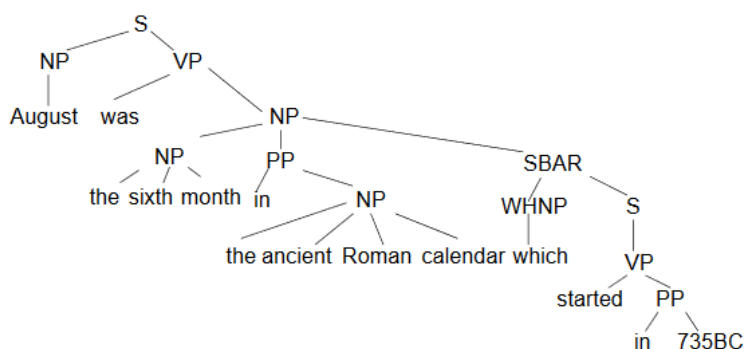 S
NP VP
August was
NP
NP PP SBAR
the sixth month in
NP WHNP S
the ancient Roman calendar which
VP
started PP
in 735BC